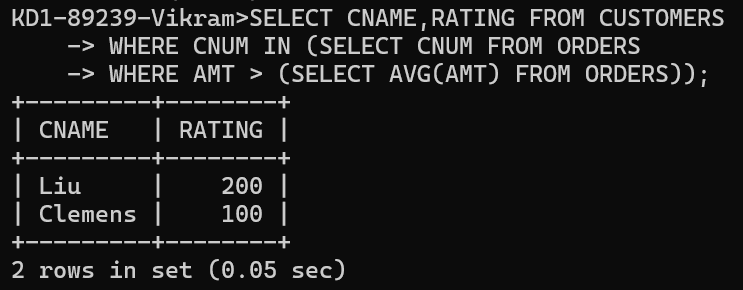 KD1-89239-Vikram>SELECT CNAME,RATING FROM CUSTOMERS
    -> WHERE CNUM IN (SELECT CNUM FROM ORDERS
    -> WHERE AMT > (SELECT AVG(AMT) FROM ORDERS));
+---------+--------+
| CNAME   | RATING |
+---------+--------+
| Liu     |    200 |
| Clemens |    100 |
+---------+--------+
2 rows in set (0.05 sec)